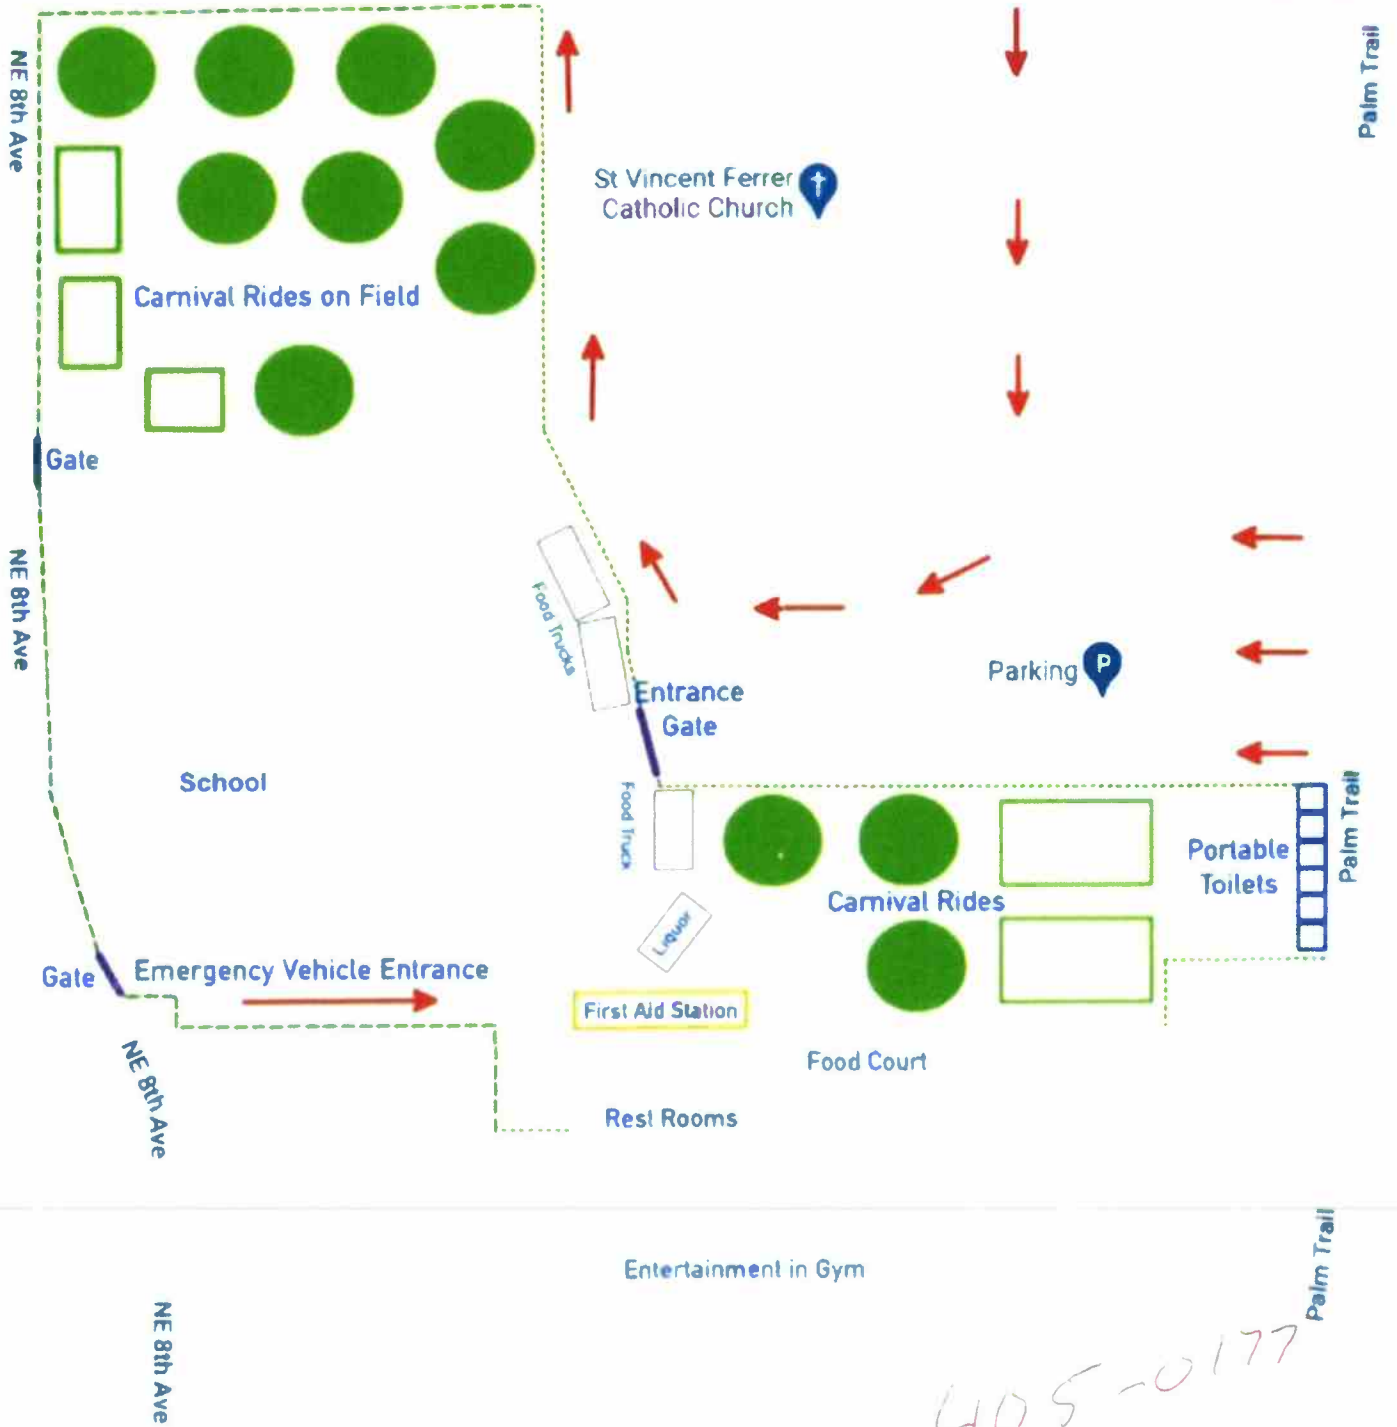 NE 8th Ave
Palm Trail
St Vincent Ferrer
Catholic Church
Carnival Rides on Field
Gate
NE 8th Ave
Food Trucks
Parking
P
Entrance
Gate
School
Food Truck
Palm Trail
Portable
Toilets
Carnival Rides
Liquor
Gate
Emergency Vehicle Entrance
First Aid Station
NE 8th Ave
Food Court
Rest Rooms
Palm Trail
Entertainment in Gym
NE 8th Ave
405-0177